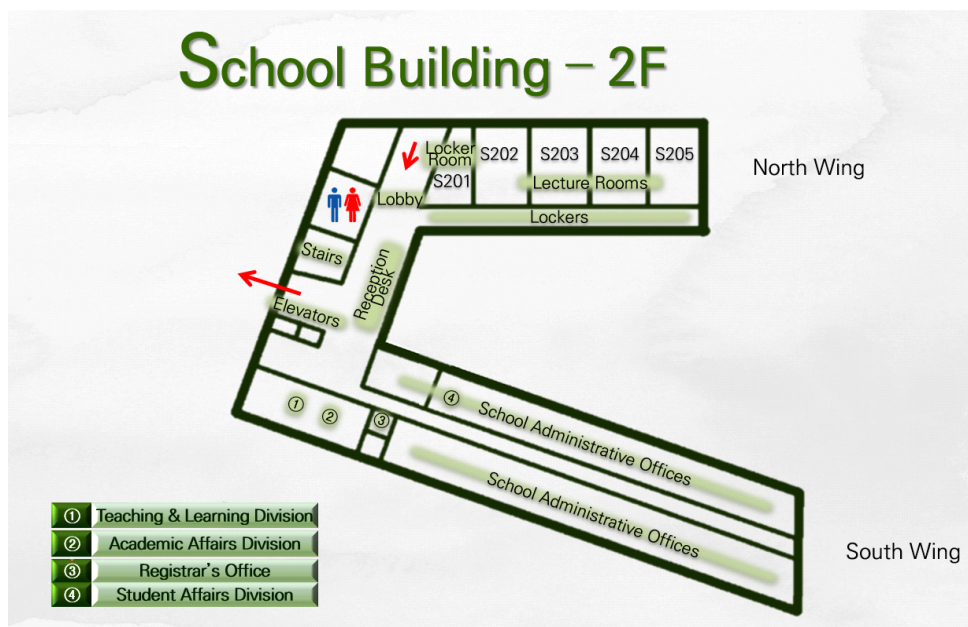 School Building – 2F
Locker
Room
S201
S202
S203
S204
S205
Lecture Rooms
North Wing
Lobby
Lockers
Stairs
Reception
Desk
Elevators
① ② ③
④ School Administrative Offices
School Administrative Offices
South Wing
① Teaching & Learning Division
② Academic Affairs Division
③ Registrar's Office
④ Student Affairs Division